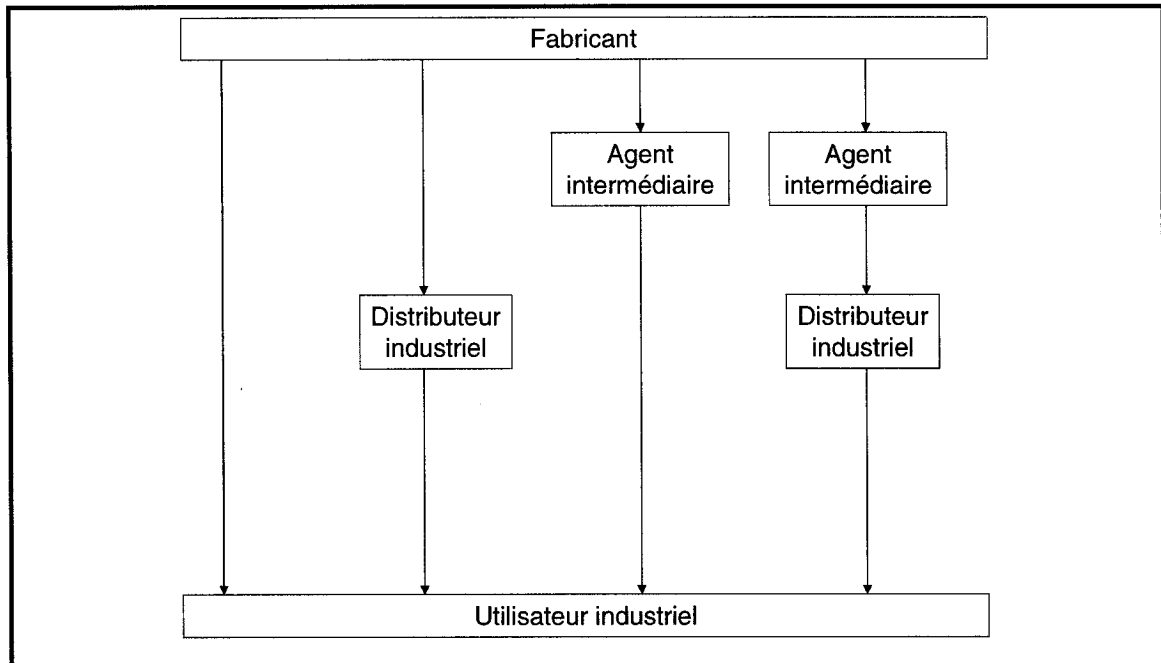 Fabricant
Agent
intermédiaire
Agent
intermédiaire
Distributeur
industriel
Distributeur
industriel
Utilisateur industriel